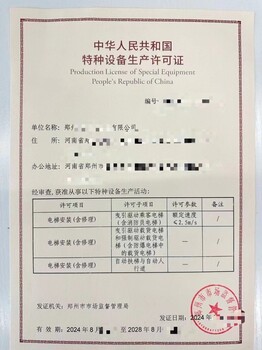 中华人民共和国
特种设备生产许可证
Production License of Special Equipment
People's Republic of China
编号:
单位名称: 郑 有限公司
住 所: 河南省
办公地址: 河南省郑
经审查, 获准从事以下特种设备生产活动:
许可项目 许可子项目 许可参数 备注
电梯安装(含修理) 曳引驱动乘客电梯(含消防员电梯) 额定速度≤2.5m/s /
电梯安装(含修理) 曳引驱动载货电梯和强制驱动载货电梯(含防爆电梯中的载货电梯) / /
电梯安装(含修理) 自动扶梯与自动人行道 / /
发证机关: 郑州市市场监督管理局 发证日期: 2024年
有效期: 2024年8月 至2028年8月